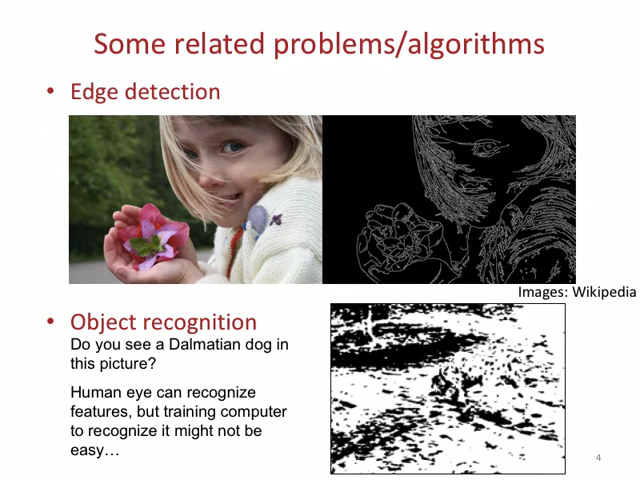 Some related problems/algorithms
• Edge detection
Images: Wikipedia
• Object recognition
Do you see a Dalmatian dog in
this picture?
Human eye can recognize
features, but training computer
to recognize it might not be
easy…
4